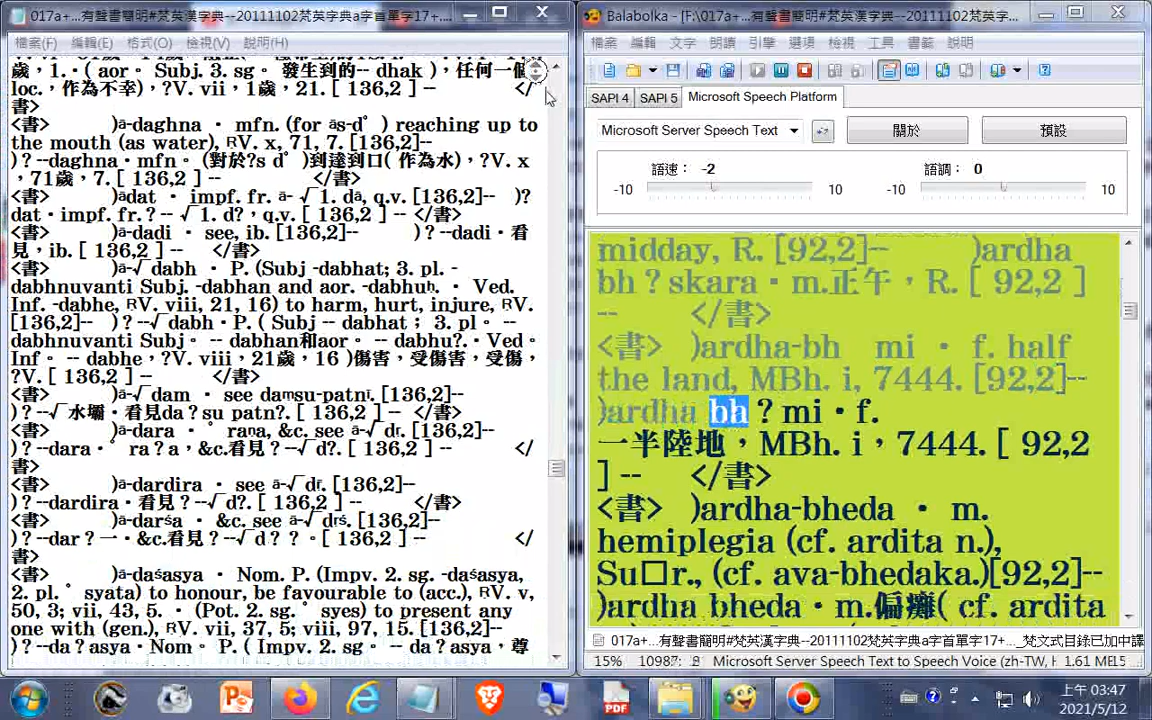 017a+...有聲書簡明#梵英漢字典--20111102梵英字典a字首單字17+...
檔案(F) 編輯(E) 格式(O) 檢視(V) 說明(H)
歲，1.·( aor。 Subj. 3. sg。 發生到的-- dhak )，任何一個
loc.，作為不幸)，?V. vii，1歲，21. [ 136,2 ] -- </
書>
<書> )ā-daghna · mfn. (for ās-d° ) reaching up to
the mouth (as water), RV. x, 71, 7. [136,2]--
)? --daghna·mfn。(對於?s d° )到達到口( 作為水)，?V. x
，71歲，7. [ 136,2 ] -- </書>
<書> )ādat · impf. fr. ā- √ 1. dā, q.v. [136,2]-- )?
dat·impf. fr. ? -- √ 1. d?，q.v. [ 136,2 ] -- </書>
<書> )ā-dadi · see, ib. [136,2]-- )? --dadi·看
見，ib. [ 136,2 ] -- </書>
<書> )ā-√ dabh · P. (Subj -dabhat; 3. pl. -
dabhnuvanti Subj. -dabhan and aor. -dabhuḥ. · Ved.
Inf. -dabhe, RV. viii, 21, 16) to harm, hurt, injure, RV.
[136,2]-- )? --√ dabh·P. ( Subj -- dabhat； 3. pl。 --
dabhnuvanti Subj。 -- dabhan和aor。 -- dabhu?.·Ved。
Inf。 -- dabhe，?V. viii，21歲，16 )傷害，受傷害，受傷，
?V. [ 136,2 ] -- </書>
<書> )ā-√ dam · see damsu-patnī. [136,2]--
)? --√ 水壩·看見da?su patn?. [ 136,2 ] -- </書>
<書> )ā-dara · ° raṇa, &c. see ā-√ dṛ. [136,2]--
)? --dara·° ra?a，&c.看見? --√ d?. [ 136,2 ] -- </
書>
<書> )ā-dardira · see ā-√ dṛ. [136,2]--
)? --dardira·看見? --√ d?. [ 136,2 ] -- </書>
<書> )ā-darśa · &c. see ā-√ dṛś. [136,2]--
)? --dar?一·&c.看見? --√ d??。[ 136,2 ] -- </
書>
<書> )ā-daśasya · Nom. P. (Impv. 2. sg. -daśasya,
2. pl. ° syata) to honour, be favourable to (acc.), RV. v,
50, 3; vii, 43, 5. · (Pot. 2. sg. ° syes) to present any
one with (gen.), RV. vii, 37, 5; viii, 97, 15. [136,2]--
)? --da?asya·Nom。 P. ( Impv. 2. sg。 -- da?asya，尊
Balabolka - [F:\017a+...有聲書簡明#梵英漢字典--20111102梵英字...
檔案 編輯 文字 朗讀 引擎 選項 檢視 工具 書籤 說明
SAPI 4 SAPI 5 Microsoft Speech Platform
Microsoft Server Speech Text 關於 預設
語速： -2 語調： 0
-10 10 -10 10
midday, R. [92,2]-- )ardha
bh?skara·m.正午，R. [ 92,2 ]
-- </書>
<書> )ardha-bh mi · f. half
the land, MBh. i, 7444. [92,2]--
)ardha bh?mi·f.
一半陸地，MBh. i，7444. [ 92,2
] -- </書>
<書> )ardha-bheda · m.
hemiplegia (cf. ardita n.),
Su□r., (cf. ava-bhedaka.)[92,2]--
)ardha bheda·m.偏癱( cf. ardita
017a+...有聲書簡明#梵英漢字典--20111102梵英字典a字首單字17+..._梵文式目錄已加中譯
15% 10987: Microsoft Server Speech Text to Speech Voice (zh-TW, H 1.61 МБ
上午 03:47
2021/5/12